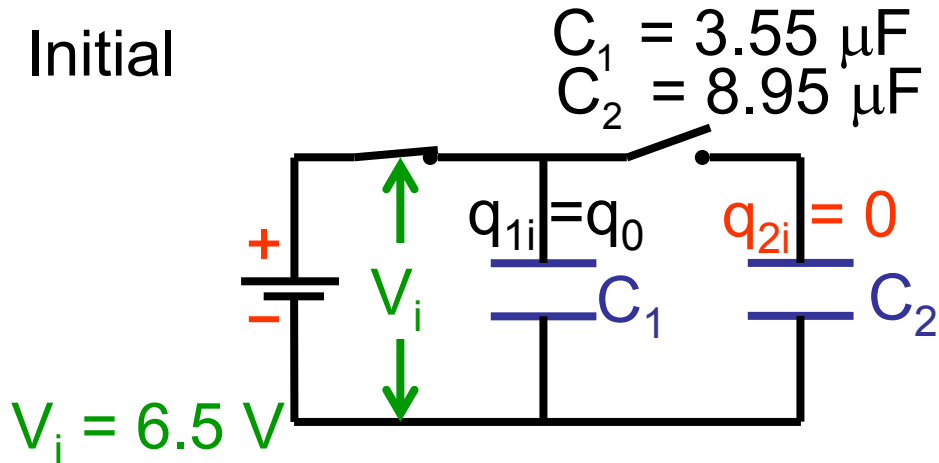 Initial
C₁ = 3.55 μF
C₂ = 8.95 μF
q₁ᵢ=q₀
q₂ᵢ = 0
+
Vᵢ
C₁
C₂
−
Vᵢ = 6.5 V